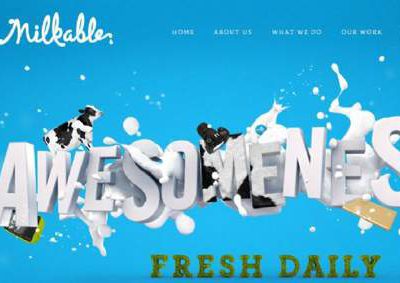 Milkable
HOME ABOUT US WHAT WE DO OUR WORK
AWESOMENES
FRESH DAILY